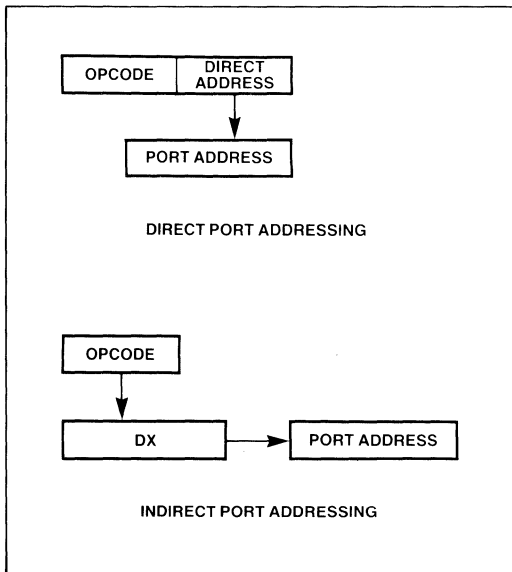 OPCODE
DIRECT
ADDRESS
PORT ADDRESS
DIRECT PORT ADDRESSING
OPCODE
DX
PORT ADDRESS
INDIRECT PORT ADDRESSING